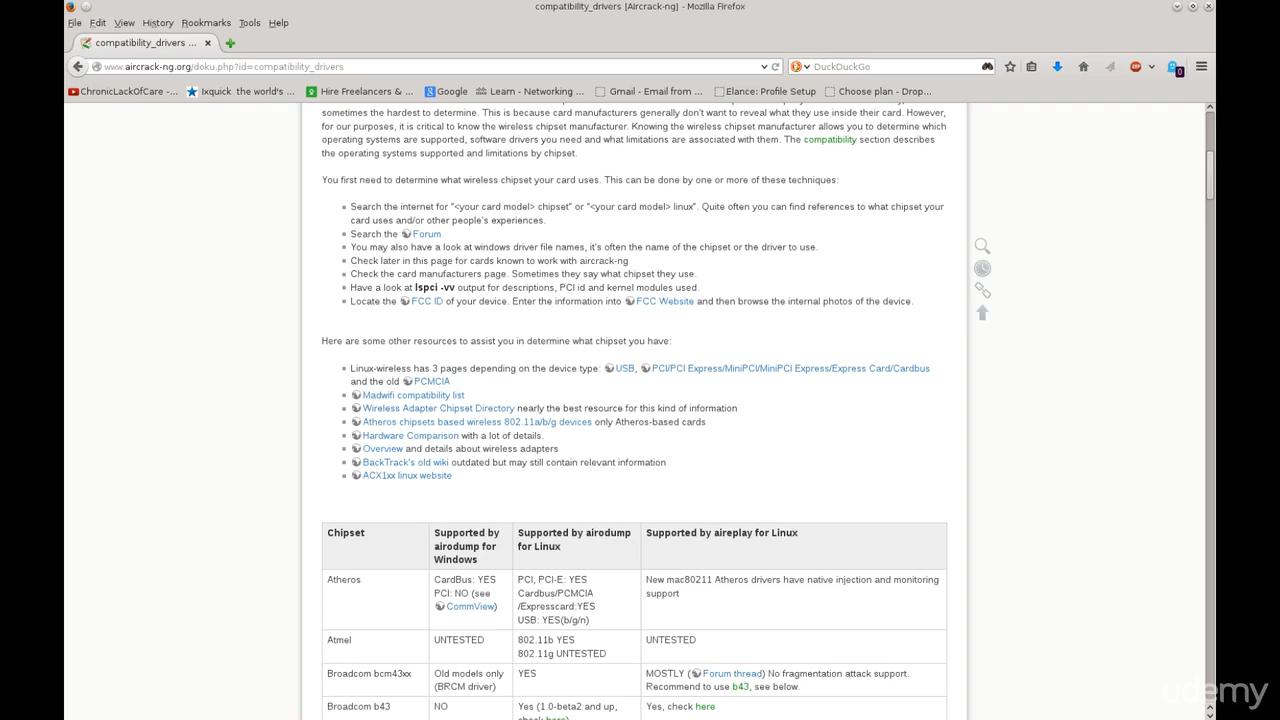 compatibility_drivers [Aircrack-ng] - Mozilla Firefox
File Edit View History Bookmarks Tools Help
compatibility_drivers ...
www.aircrack-ng.org/doku.php?id=compatibility_drivers
DuckDuckGo
0
ChronicLackOfCare -... Ixquick the world's ... Hire Freelancers & ... Google Learn - Networking ... Gmail - Email from ... Elance: Profile Setup Choose plan - Drop...
sometimes the hardest to determine. This is because card manufacturers generally don't want to reveal what they use inside their card. However,
for our purposes, it is critical to know the wireless chipset manufacturer. Knowing the wireless chipset manufacturer allows you to determine which
operating systems are supported, software drivers you need and what limitations are associated with them. The compatibility section describes
the operating systems supported and limitations by chipset.
You first need to determine what wireless chipset your card uses. This can be done by one or more of these techniques:
Search the internet for "<your card model> chipset" or "<your card model> linux". Quite often you can find references to what chipset your
card uses and/or other people's experiences.
Search the Forum
You may also have a look at windows driver file names, it's often the name of the chipset or the driver to use.
Check later in this page for cards known to work with aircrack-ng
Check the card manufacturers page. Sometimes they say what chipset they use.
Have a look at lspci -vv output for descriptions, PCI id and kernel modules used.
Locate the FCC ID of your device. Enter the information into FCC Website and then browse the internal photos of the device.
Here are some other resources to assist you in determine what chipset you have:
Linux-wireless has 3 pages depending on the device type: USB, PCI/PCI Express/MiniPCI/MiniPCI Express/Express Card/Cardbus
and the old PCMCIA
Madwifi compatibility list
Wireless Adapter Chipset Directory nearly the best resource for this kind of information
Atheros chipsets based wireless 802.11a/b/g devices only Atheros-based cards
Hardware Comparison with a lot of details.
Overview and details about wireless adapters
BackTrack's old wiki outdated but may still contain relevant information
ACX1xx linux website
Chipset
Supported by
airodump for
Windows
Supported by airodump
for Linux
Supported by aireplay for Linux
Atheros
CardBus: YES
PCI: NO (see
CommView)
PCI, PCI-E: YES
Cardbus/PCMCIA
/Expresscard:YES
USB: YES(b/g/n)
New mac80211 Atheros drivers have native injection and monitoring
support
Atmel
UNTESTED
802.11b YES
802.11g UNTESTED
UNTESTED
Broadcom bcm43xx
Old models only
(BRCM driver)
YES
MOSTLY (Forum thread) No fragmentation attack support.
Recommend to use b43, see below.
Broadcom b43
NO
Yes (1.0-beta2 and up,
check here)
Yes, check here
udemy